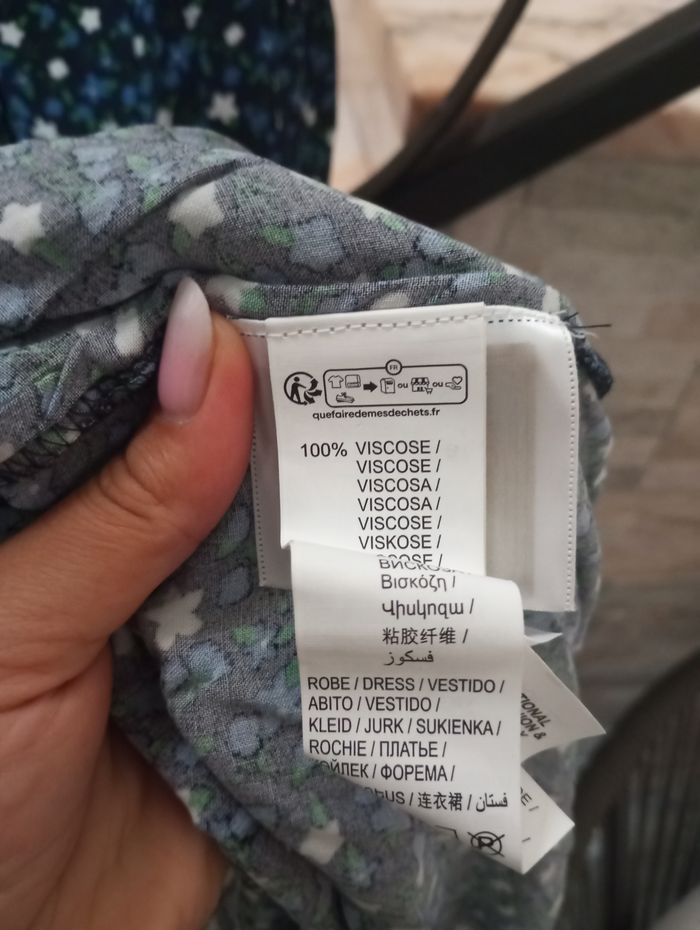 FR
ou ou
quefairedemesdechets.fr
100% VISCOSE /
VISCOSE /
VISCOSA /
VISCOSA /
VISCOSE /
VISKOSE /
Βισκόζη /
Վիսկոզա /
粘胶纤维 /
فسكوز
ROBE / DRESS / VESTIDO /
ABITO / VESTIDO /
KLEID / JURK / SUKIENKA /
ROCHIE / ПЛАТЬЕ /
/ ΦΟΡΕΜΑ /
/ 连衣裙 / فستان